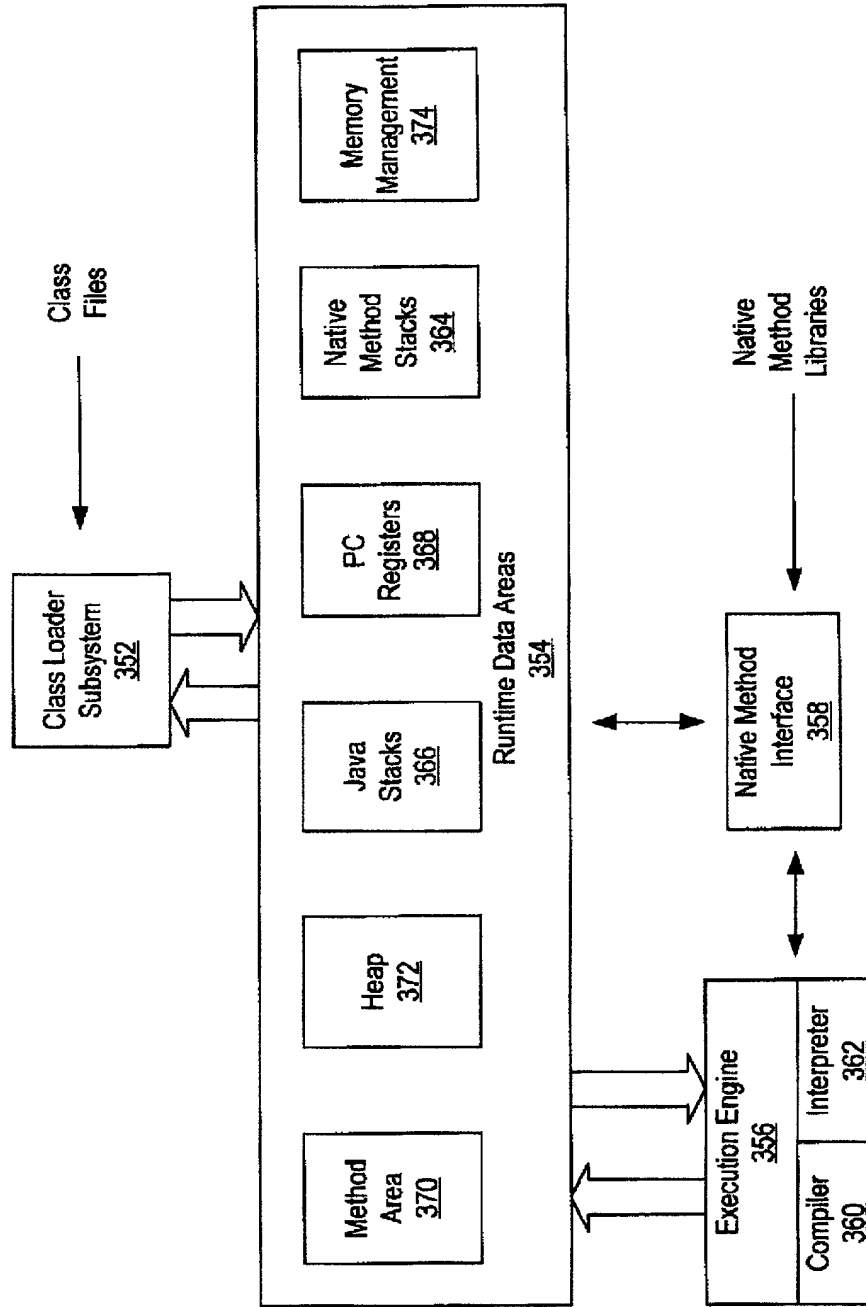 Class Loader
Subsystem
352
Class
Files
Method
Area
370
Heap
372
Java
Stacks
366
PC
Registers
368
Native
Method
Stacks
364
Memory
Management
374
Runtime Data Areas
354
Execution Engine
356
Compiler
360
Interpreter
362
Native Method
Interface
358
Native
Method
Libraries